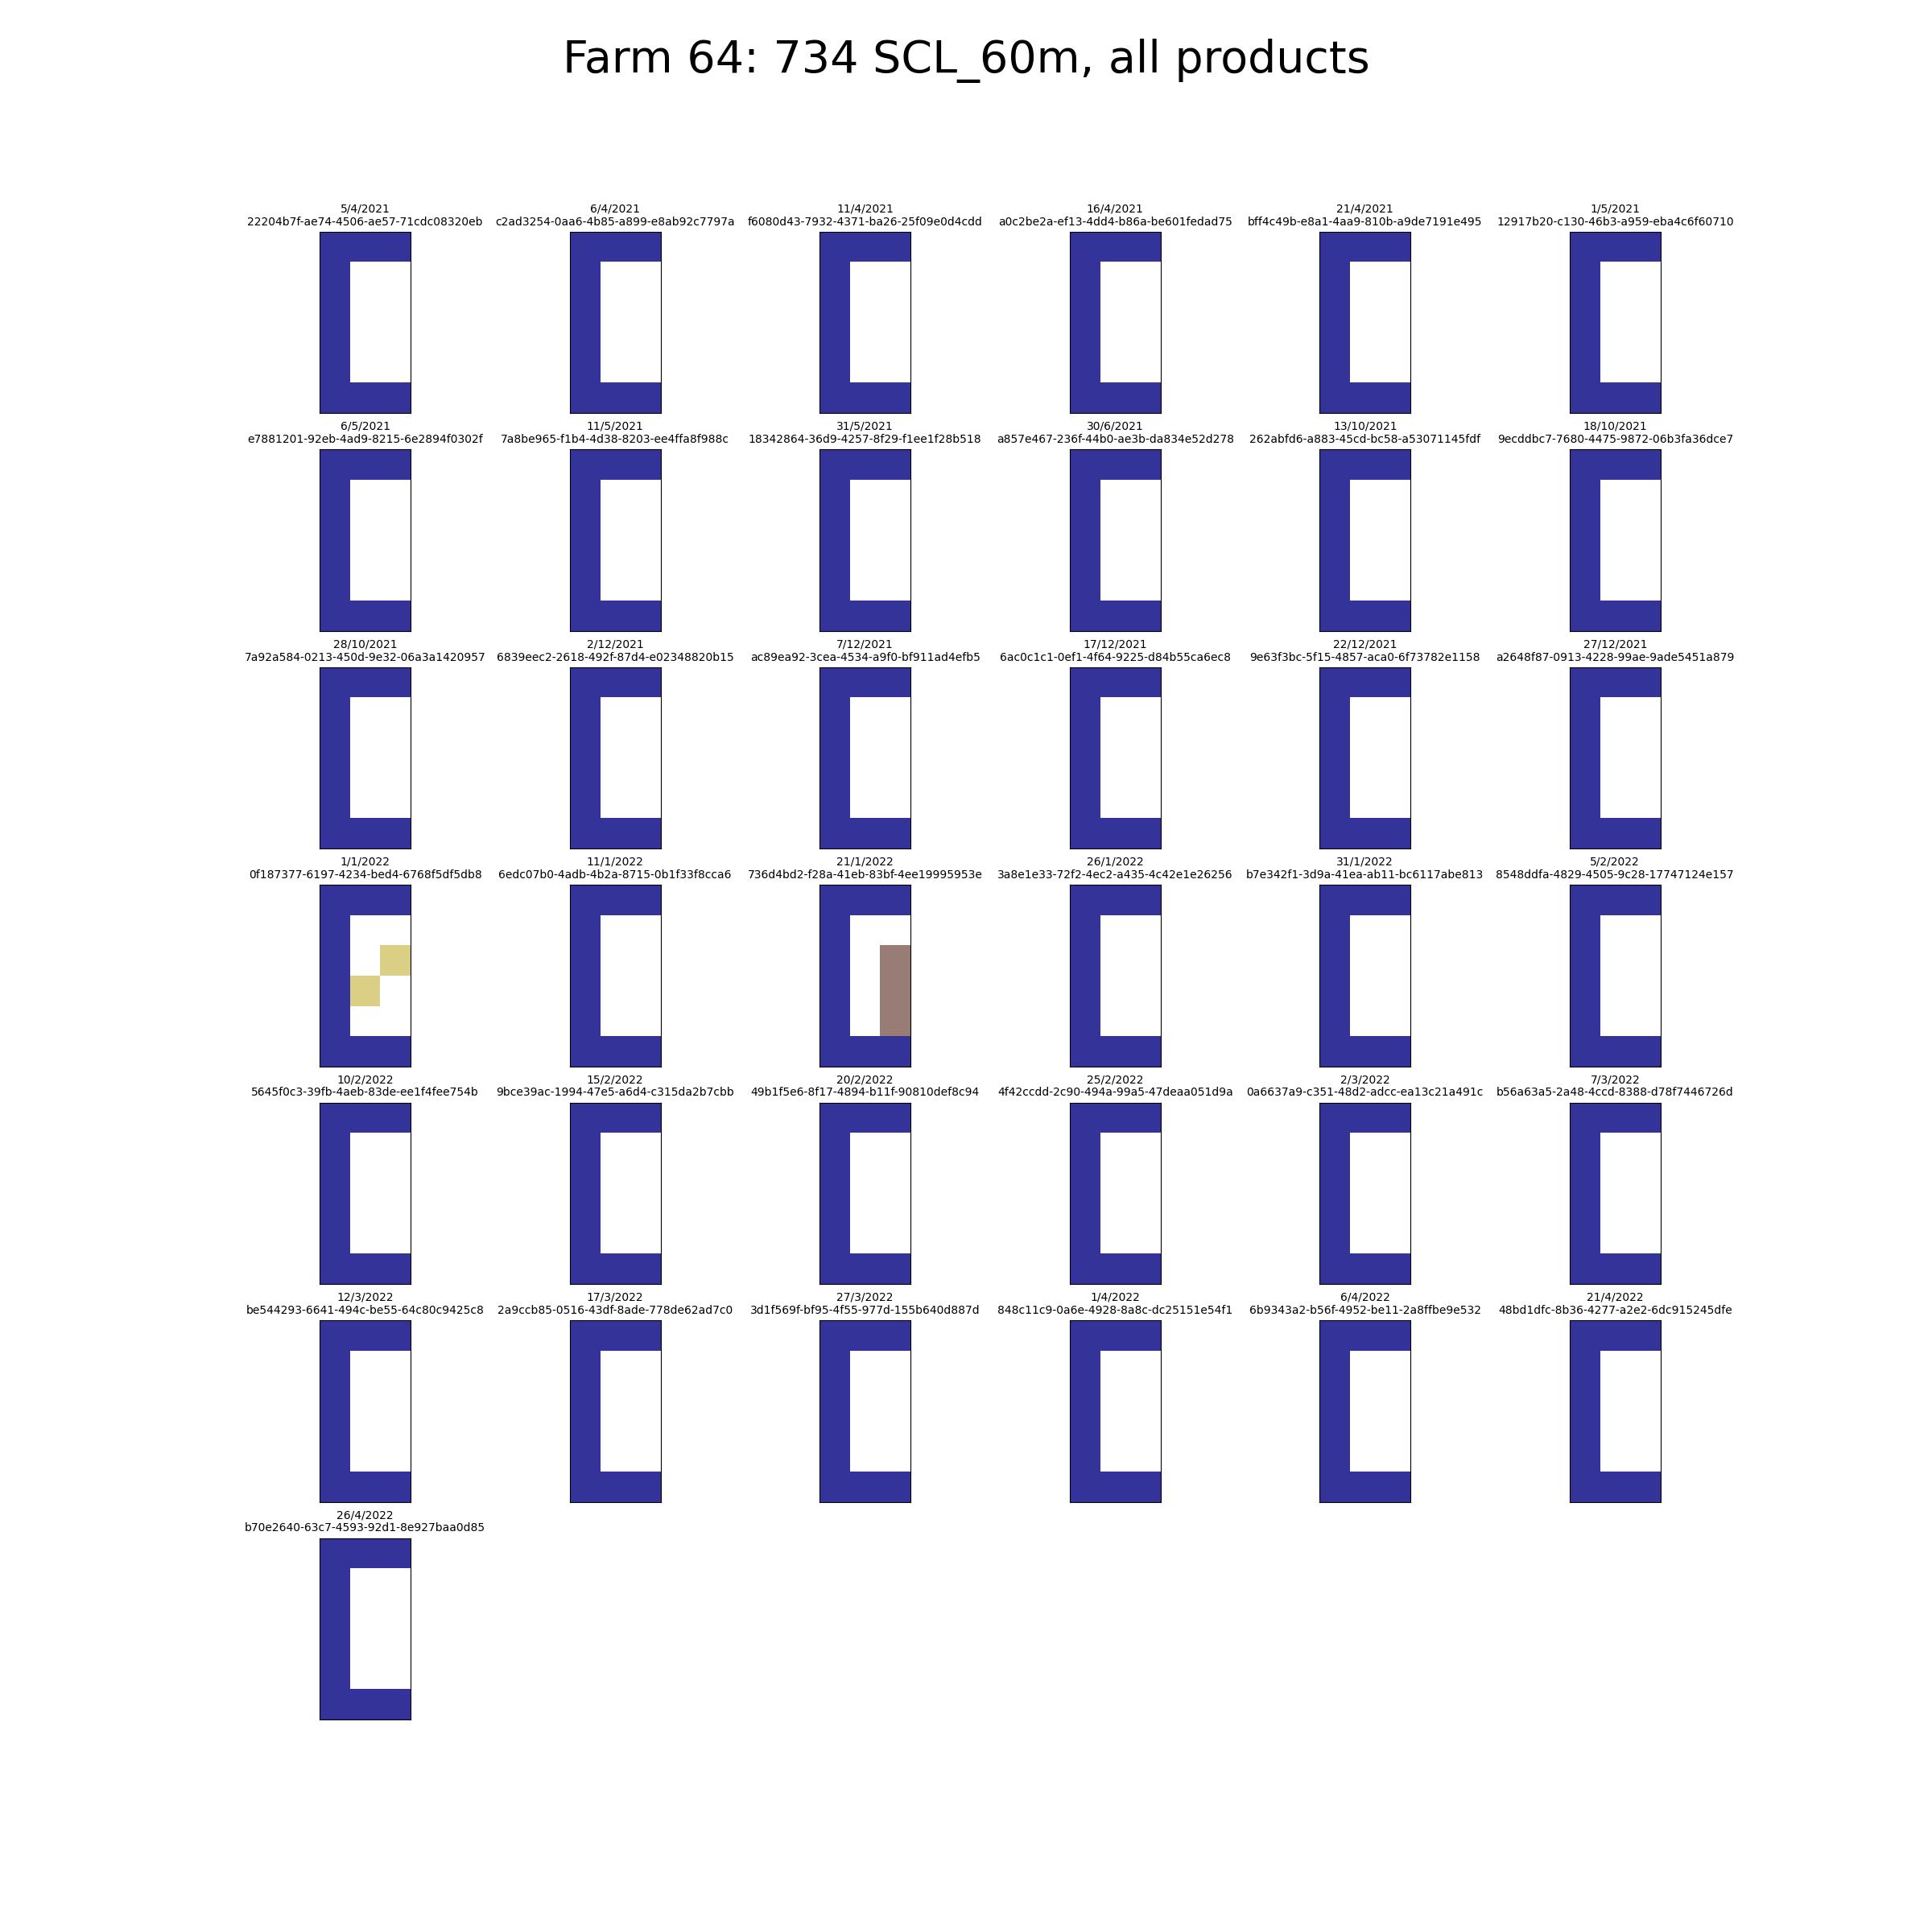 Farm 64: 734 SCL_60m, all products
5/4/2021
22204b7f-ae74-4506-ae57-71cdc08320eb
6/4/2021
c2ad3254-0aa6-4b85-a899-e8ab92c7797a
11/4/2021
f6080d43-7932-4371-ba26-25f09e0d4cdd
16/4/2021
a0c2be2a-ef13-4dd4-b86a-be601fedad75
21/4/2021
bff4c49b-e8a1-4aa9-810b-a9de7191e495
1/5/2021
12917b20-c130-46b3-a959-eba4c6f60710
6/5/2021
e7881201-92eb-4ad9-8215-6e2894f0302f
11/5/2021
7a8be965-f1b4-4d38-8203-ee4ffa8f988c
31/5/2021
18342864-36d9-4257-8f29-f1ee1f28b518
30/6/2021
a857e467-236f-44b0-ae3b-da834e52d278
13/10/2021
262abfd6-a883-45cd-bc58-a53071145fdf
18/10/2021
9ecddbc7-7680-4475-9872-06b3fa36dce7
28/10/2021
7a92a584-0213-450d-9e32-06a3a1420957
2/12/2021
6839eec2-2618-492f-87d4-e02348820b15
7/12/2021
ac89ea92-3cea-4534-a9f0-bf911ad4efb5
17/12/2021
6ac0c1c1-0ef1-4f64-9225-d84b55ca6ec8
22/12/2021
9e63f3bc-5f15-4857-aca0-6f73782e1158
27/12/2021
a2648f87-0913-4228-99ae-9ade5451a879
1/1/2022
0f187377-6197-4234-bed4-6768f5df5db8
11/1/2022
6edc07b0-4adb-4b2a-8715-0b1f33f8cca6
21/1/2022
736d4bd2-f28a-41eb-83bf-4ee19995953e
26/1/2022
3a8e1e33-72f2-4ec2-a435-4c42e1e26256
31/1/2022
b7e342f1-3d9a-41ea-ab11-bc6117abe813
5/2/2022
8548ddfa-4829-4505-9c28-17747124e157
10/2/2022
5645f0c3-39fb-4aeb-83de-ee1f4fee754b
15/2/2022
9bce39ac-1994-47e5-a6d4-c315da2b7cbb
20/2/2022
49b1f5e6-8f17-4894-b11f-90810def8c94
25/2/2022
4f42ccdd-2c90-494a-99a5-47deaa051d9a
2/3/2022
0a6637a9-c351-48d2-adcc-ea13c21a491c
7/3/2022
b56a63a5-2a48-4ccd-8388-d78f7446726d
12/3/2022
be544293-6641-494c-be55-64c80c9425c8
17/3/2022
2a9ccb85-0516-43df-8ade-778de62ad7c0
27/3/2022
3d1f569f-bf95-4f55-977d-155b640d887d
1/4/2022
848c11c9-0a6e-4928-8a8c-dc25151e54f1
6/4/2022
6b9343a2-b56f-4952-be11-2a8ffbe9e532
21/4/2022
48bd1dfc-8b36-4277-a2e2-6dc915245dfe
26/4/2022
b70e2640-63c7-4593-92d1-8e927baa0d85